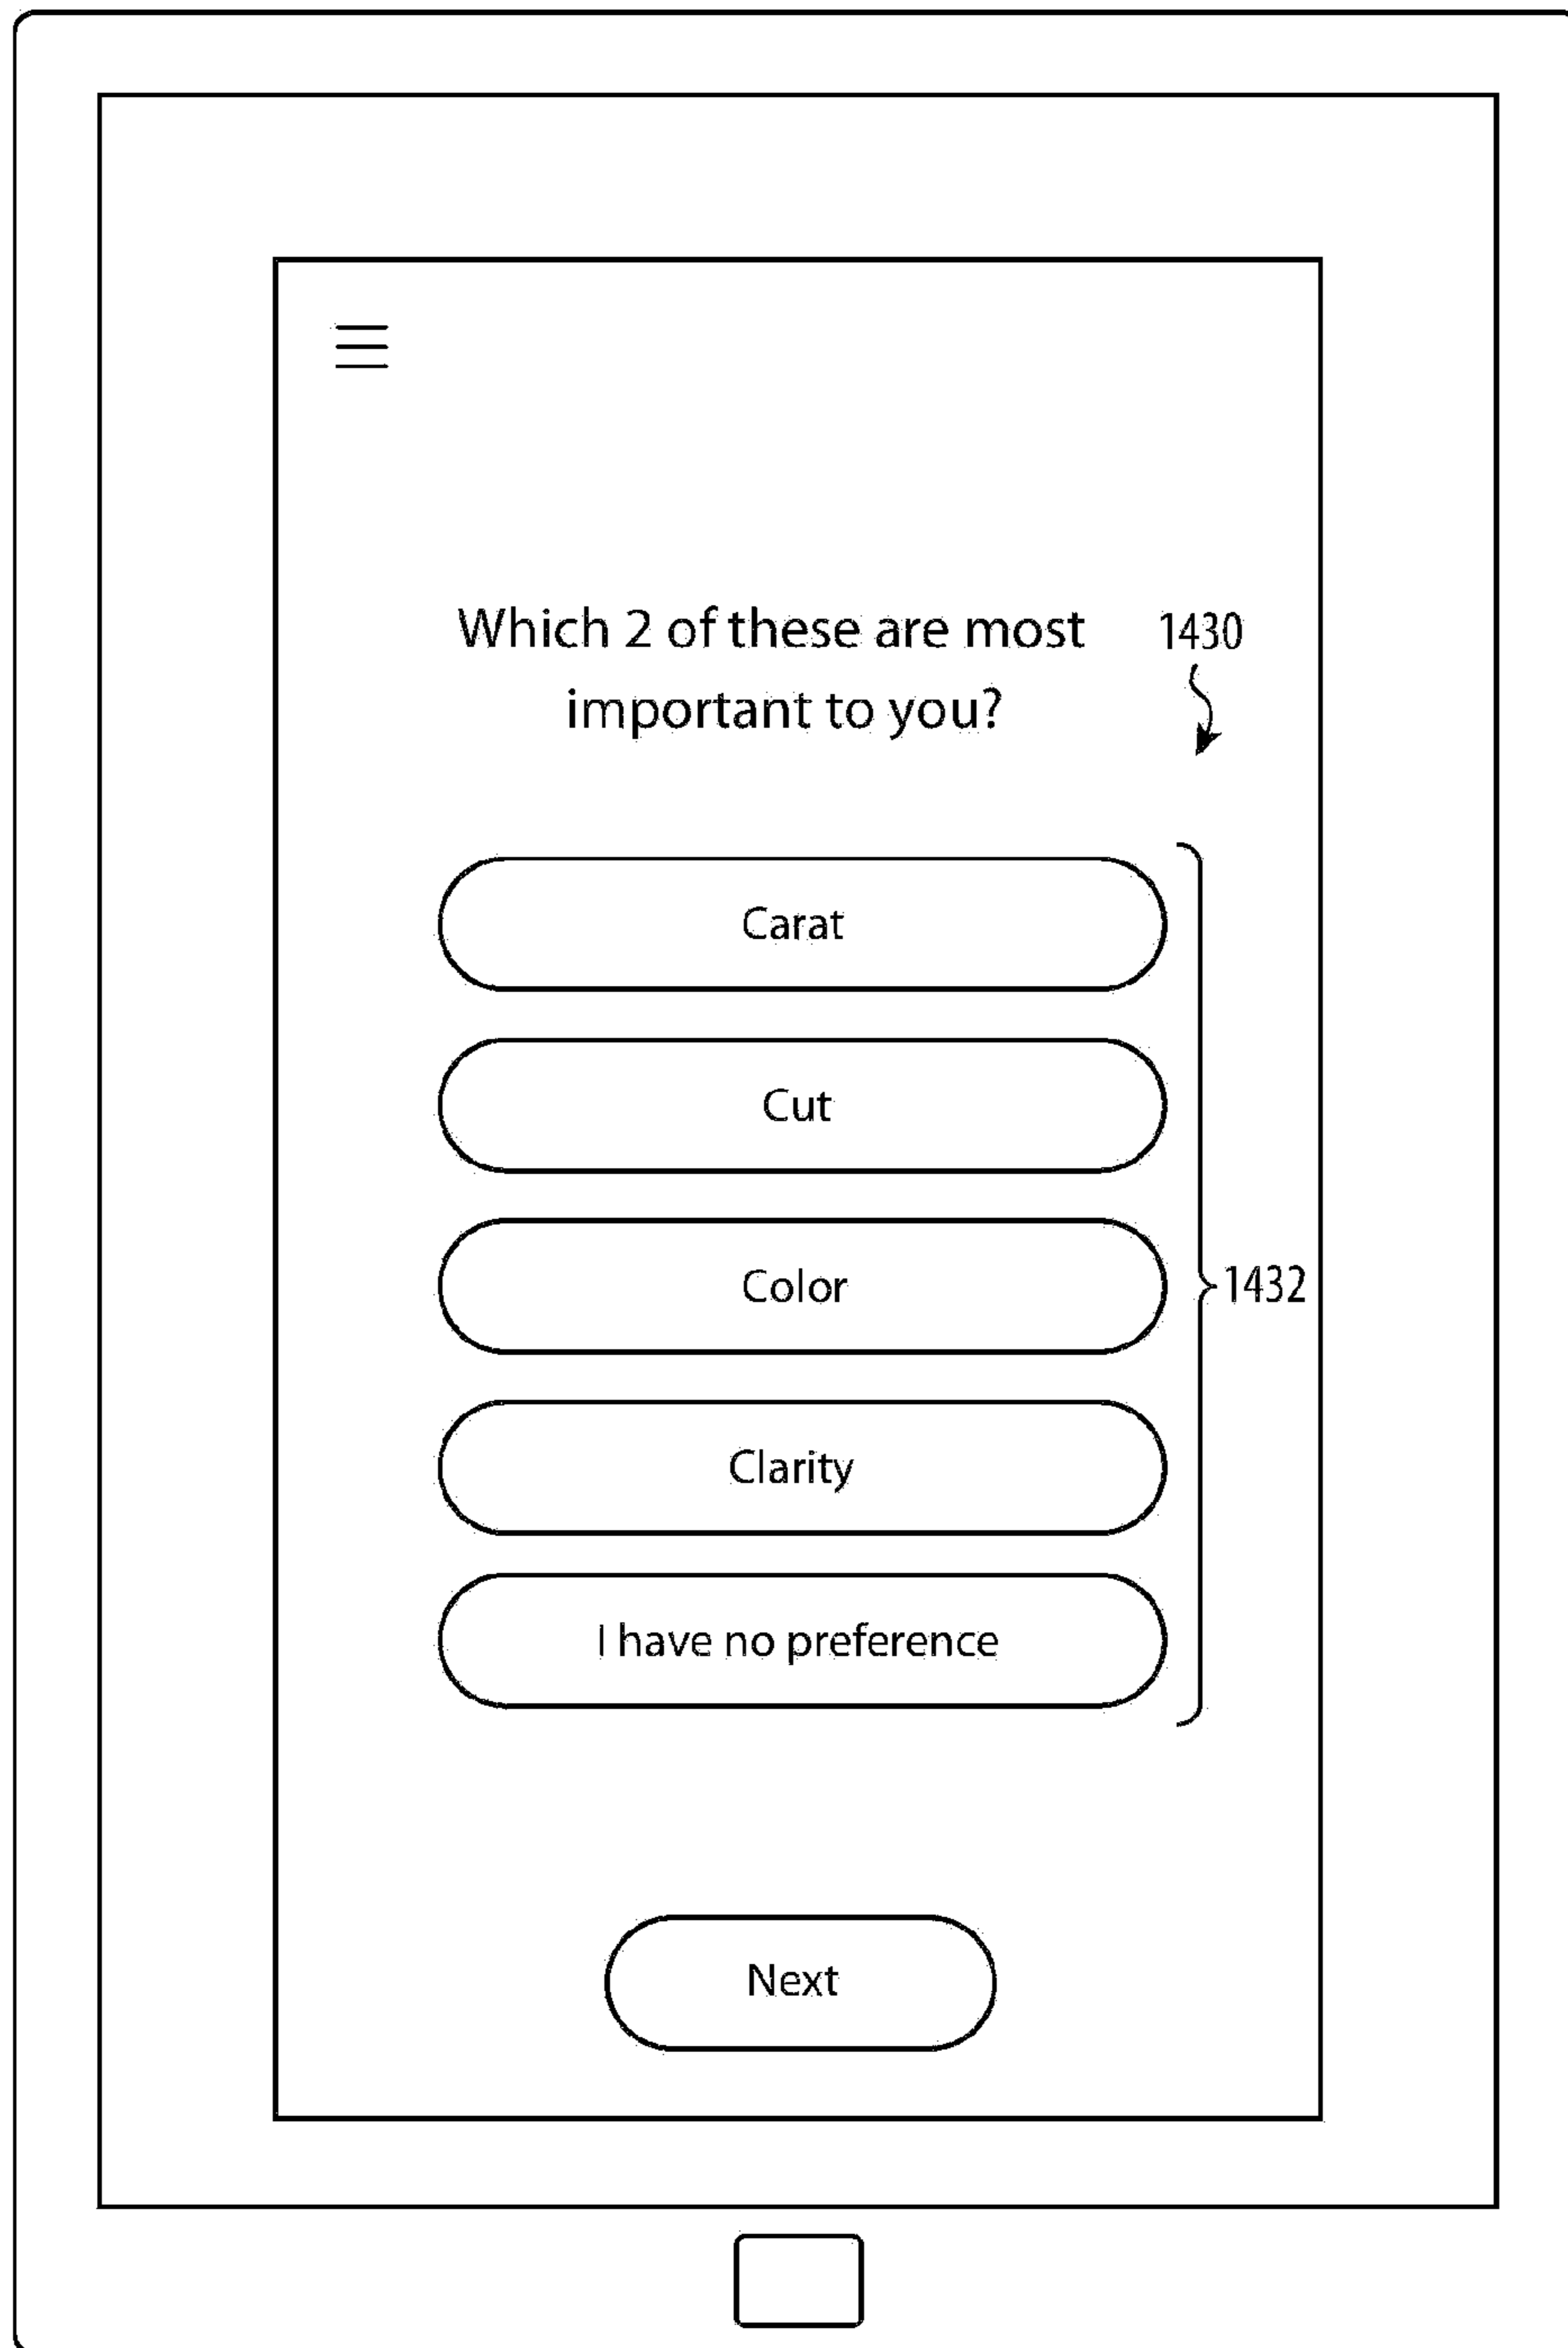 Which 2 of these are most
important to you?
1430
Carat
Cut
Color
1432
Clarity
I have no preference
Next